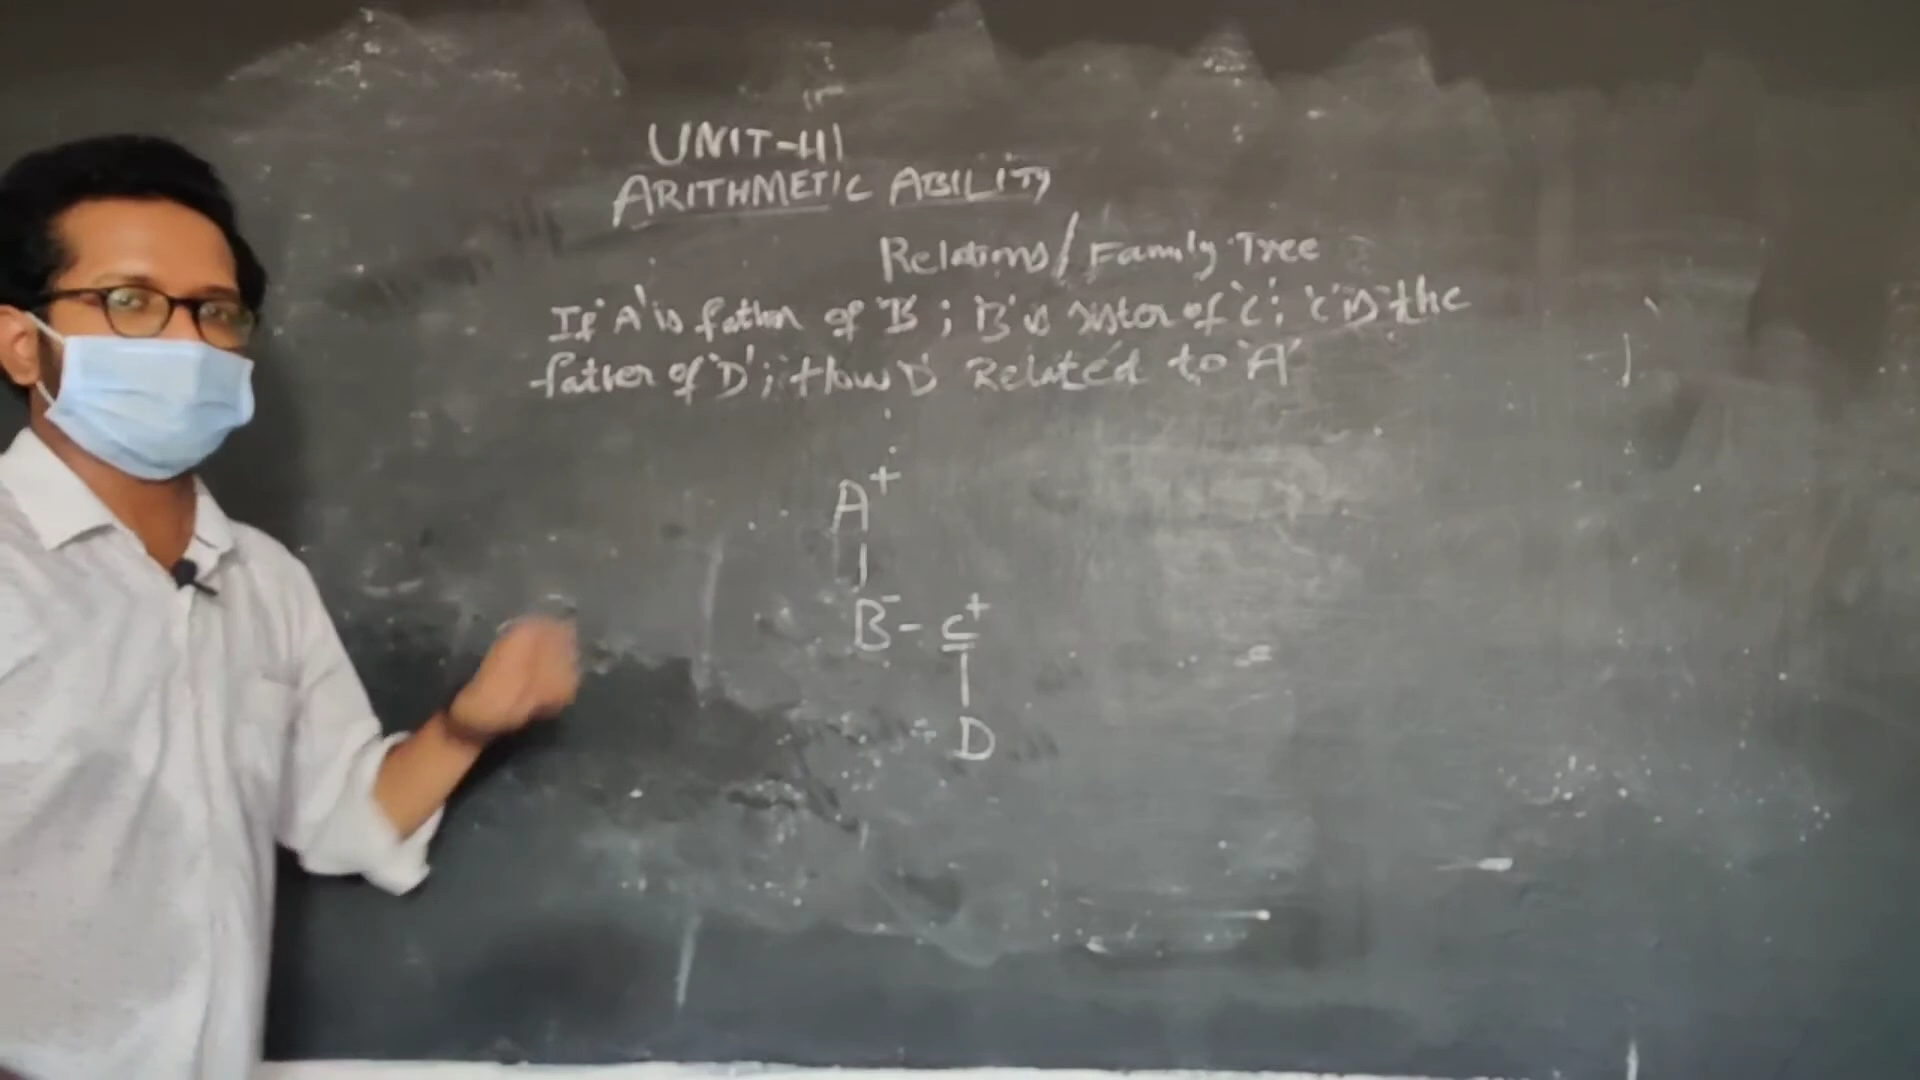 UNIT-III
ARITHMETIC ABILITY
Relations/Family Tree
If 'A' is father of 'B'; 'B' is sister of 'C'; 'C' is the
father of 'D'; How D Related to 'A'
A+
B- - C+
D